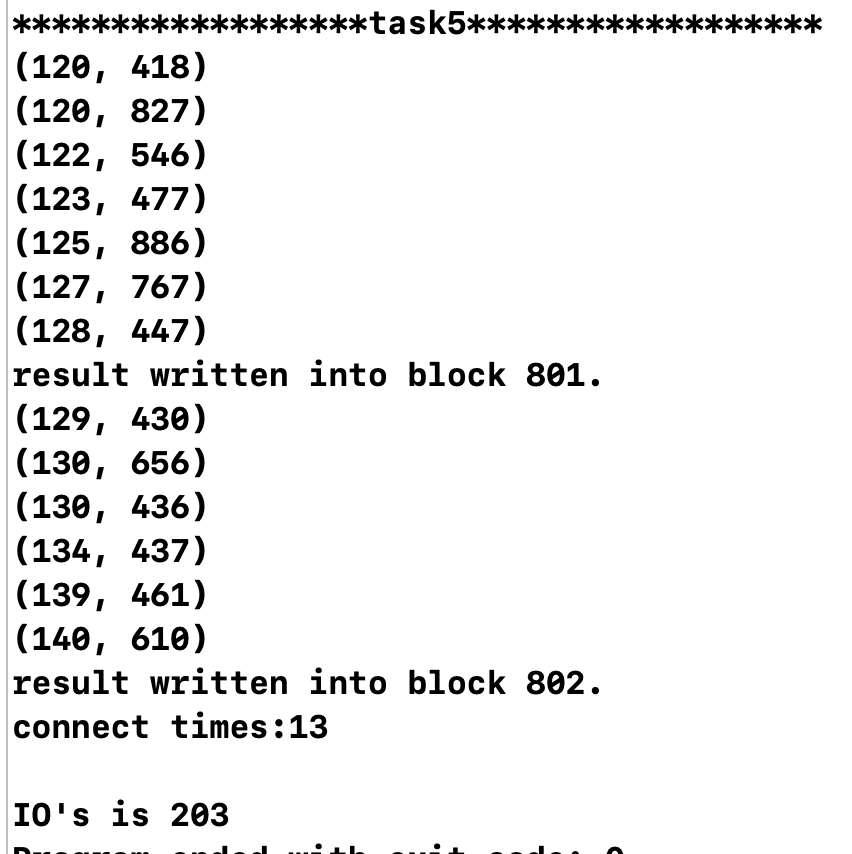 ******************task5******************
(120, 418)
(120, 827)
(122, 546)
(123, 477)
(125, 886)
(127, 767)
(128, 447)
result written into block 801.
(129, 430)
(130, 656)
(130, 436)
(134, 437)
(139, 461)
(140, 610)
result written into block 802.
connect times:13
IO's is 203
Program ended with exit code: 0